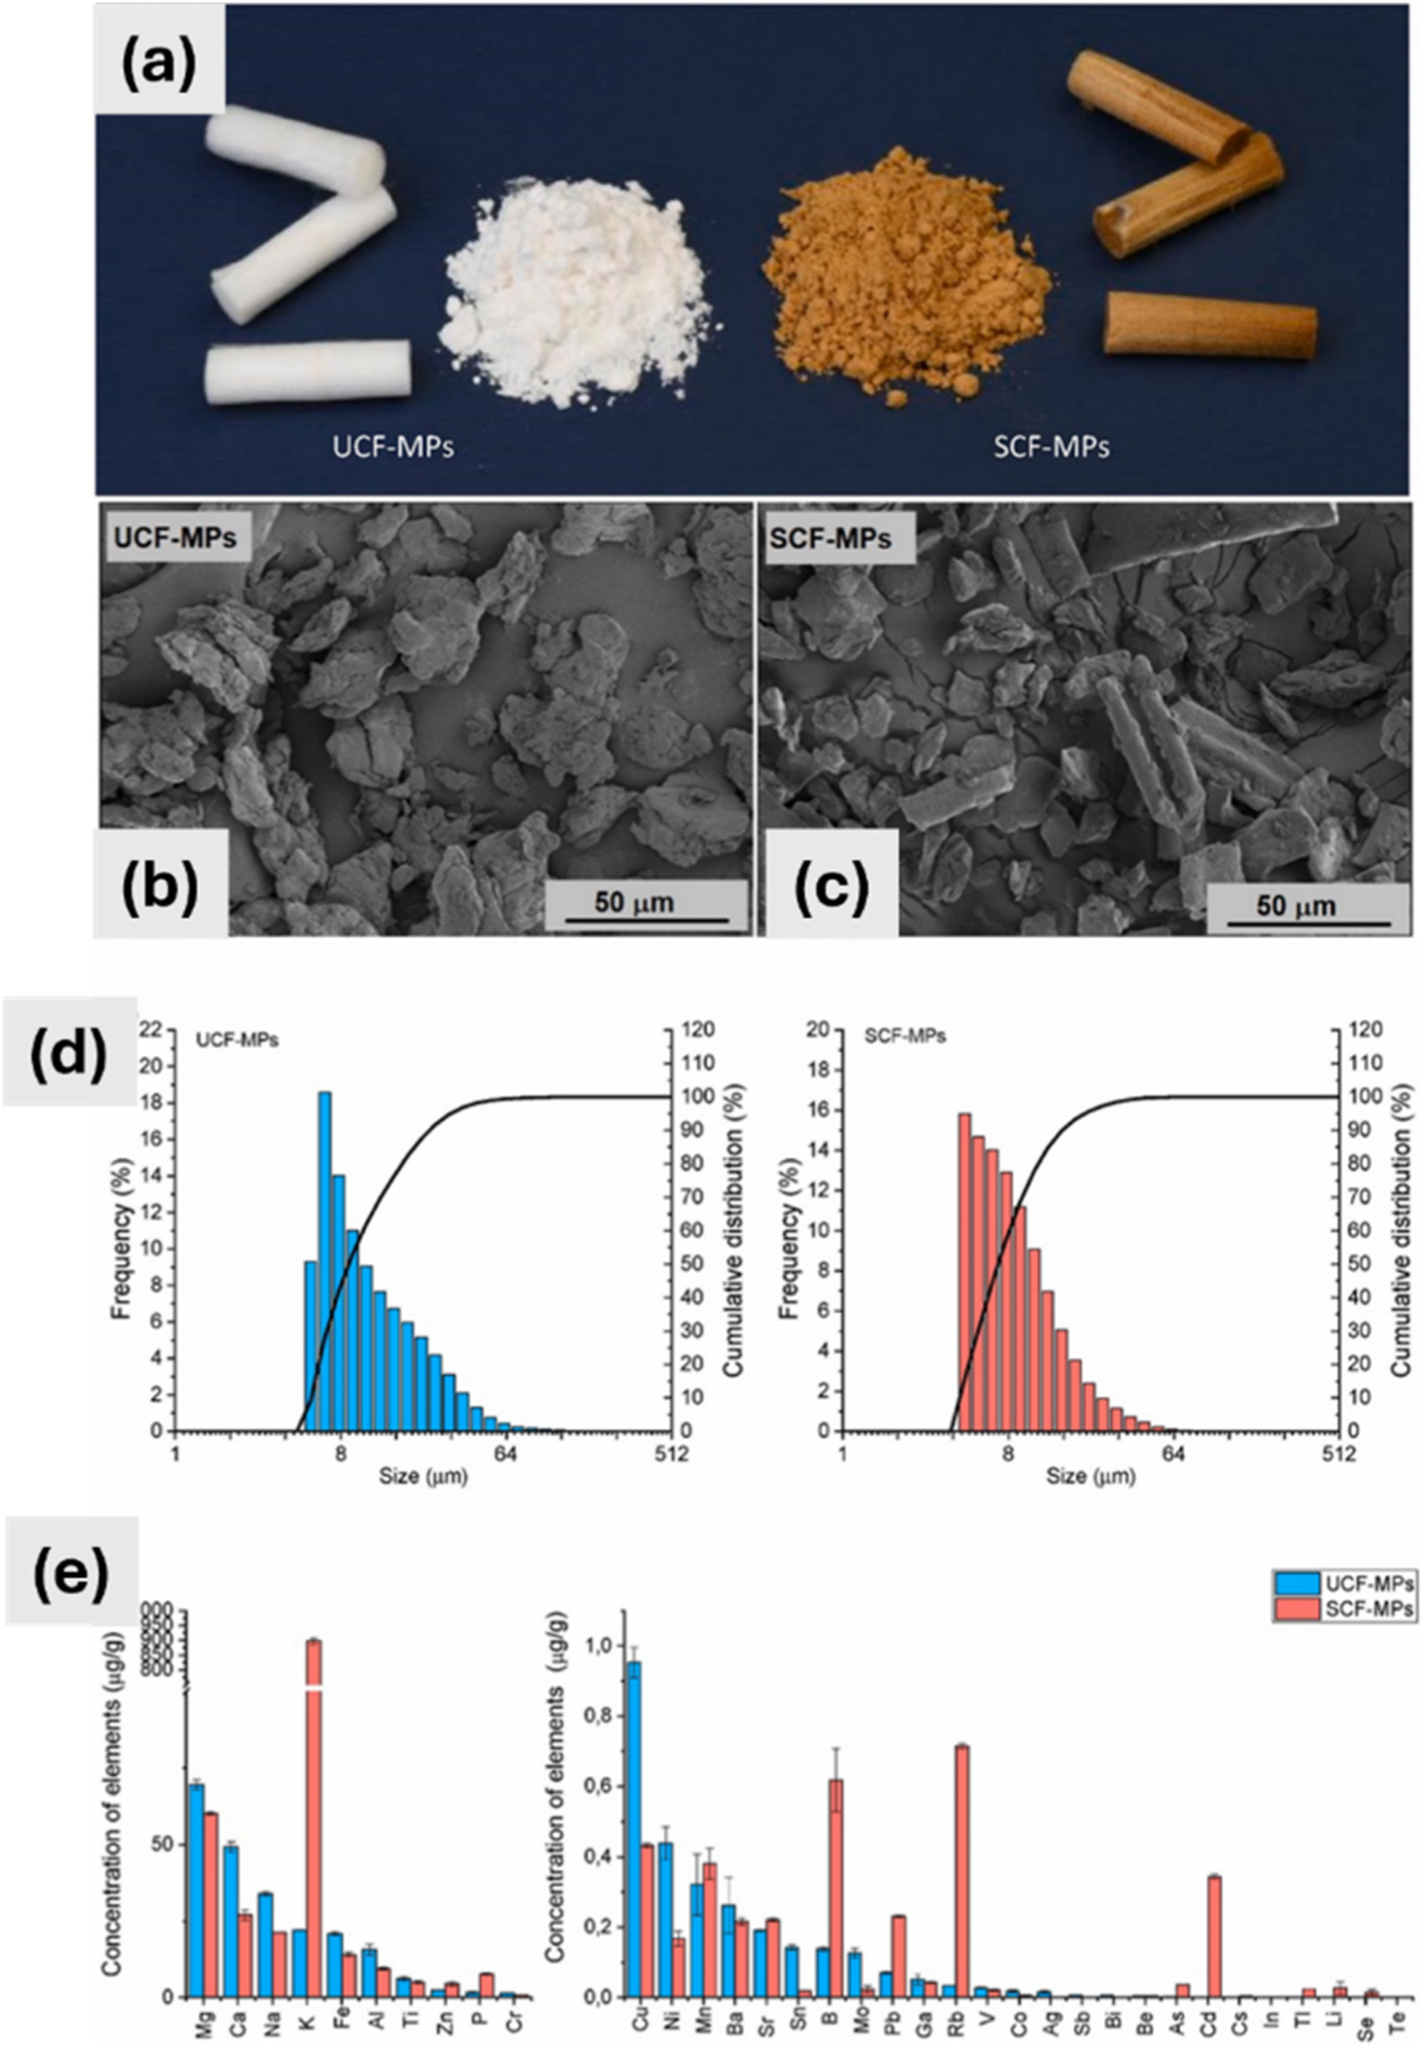 (a)
UCF-MPs
SCF-MPs
UCF-MPs
SCF-MPs
(b)
50 μm
(c)
50 μm
(d)
UCF-MPs
22
20
18
16
14
12
10
8
6
4
2
0
Frequency (%)
120
110
100
90
80
70
60
50
40
30
20
10
0
Cumulative distribution (%)
1
8
64
512
Size (μm)
SCF-MPs
20
18
16
14
12
10
8
6
4
2
0
Frequency (%)
120
110
100
90
80
70
60
50
40
30
20
10
0
Cumulative distribution (%)
1
8
64
512
Size (μm)
(e)
UCF-MPs
SCF-MPs
000
950
900
850
800
50
0
Concentration of elements (μg/g)
Mg Ca Na K Fe Al Ti Zn P Cr
1,0
0,8
0,6
0,4
0,2
0,0
Concentration of elements (μg/g)
Cu Ni Mn Ba Sr Sn B Mo Pb Ga Rb V Co Ag Sb Bi Be As Cd Cs In Tl Li Se Te